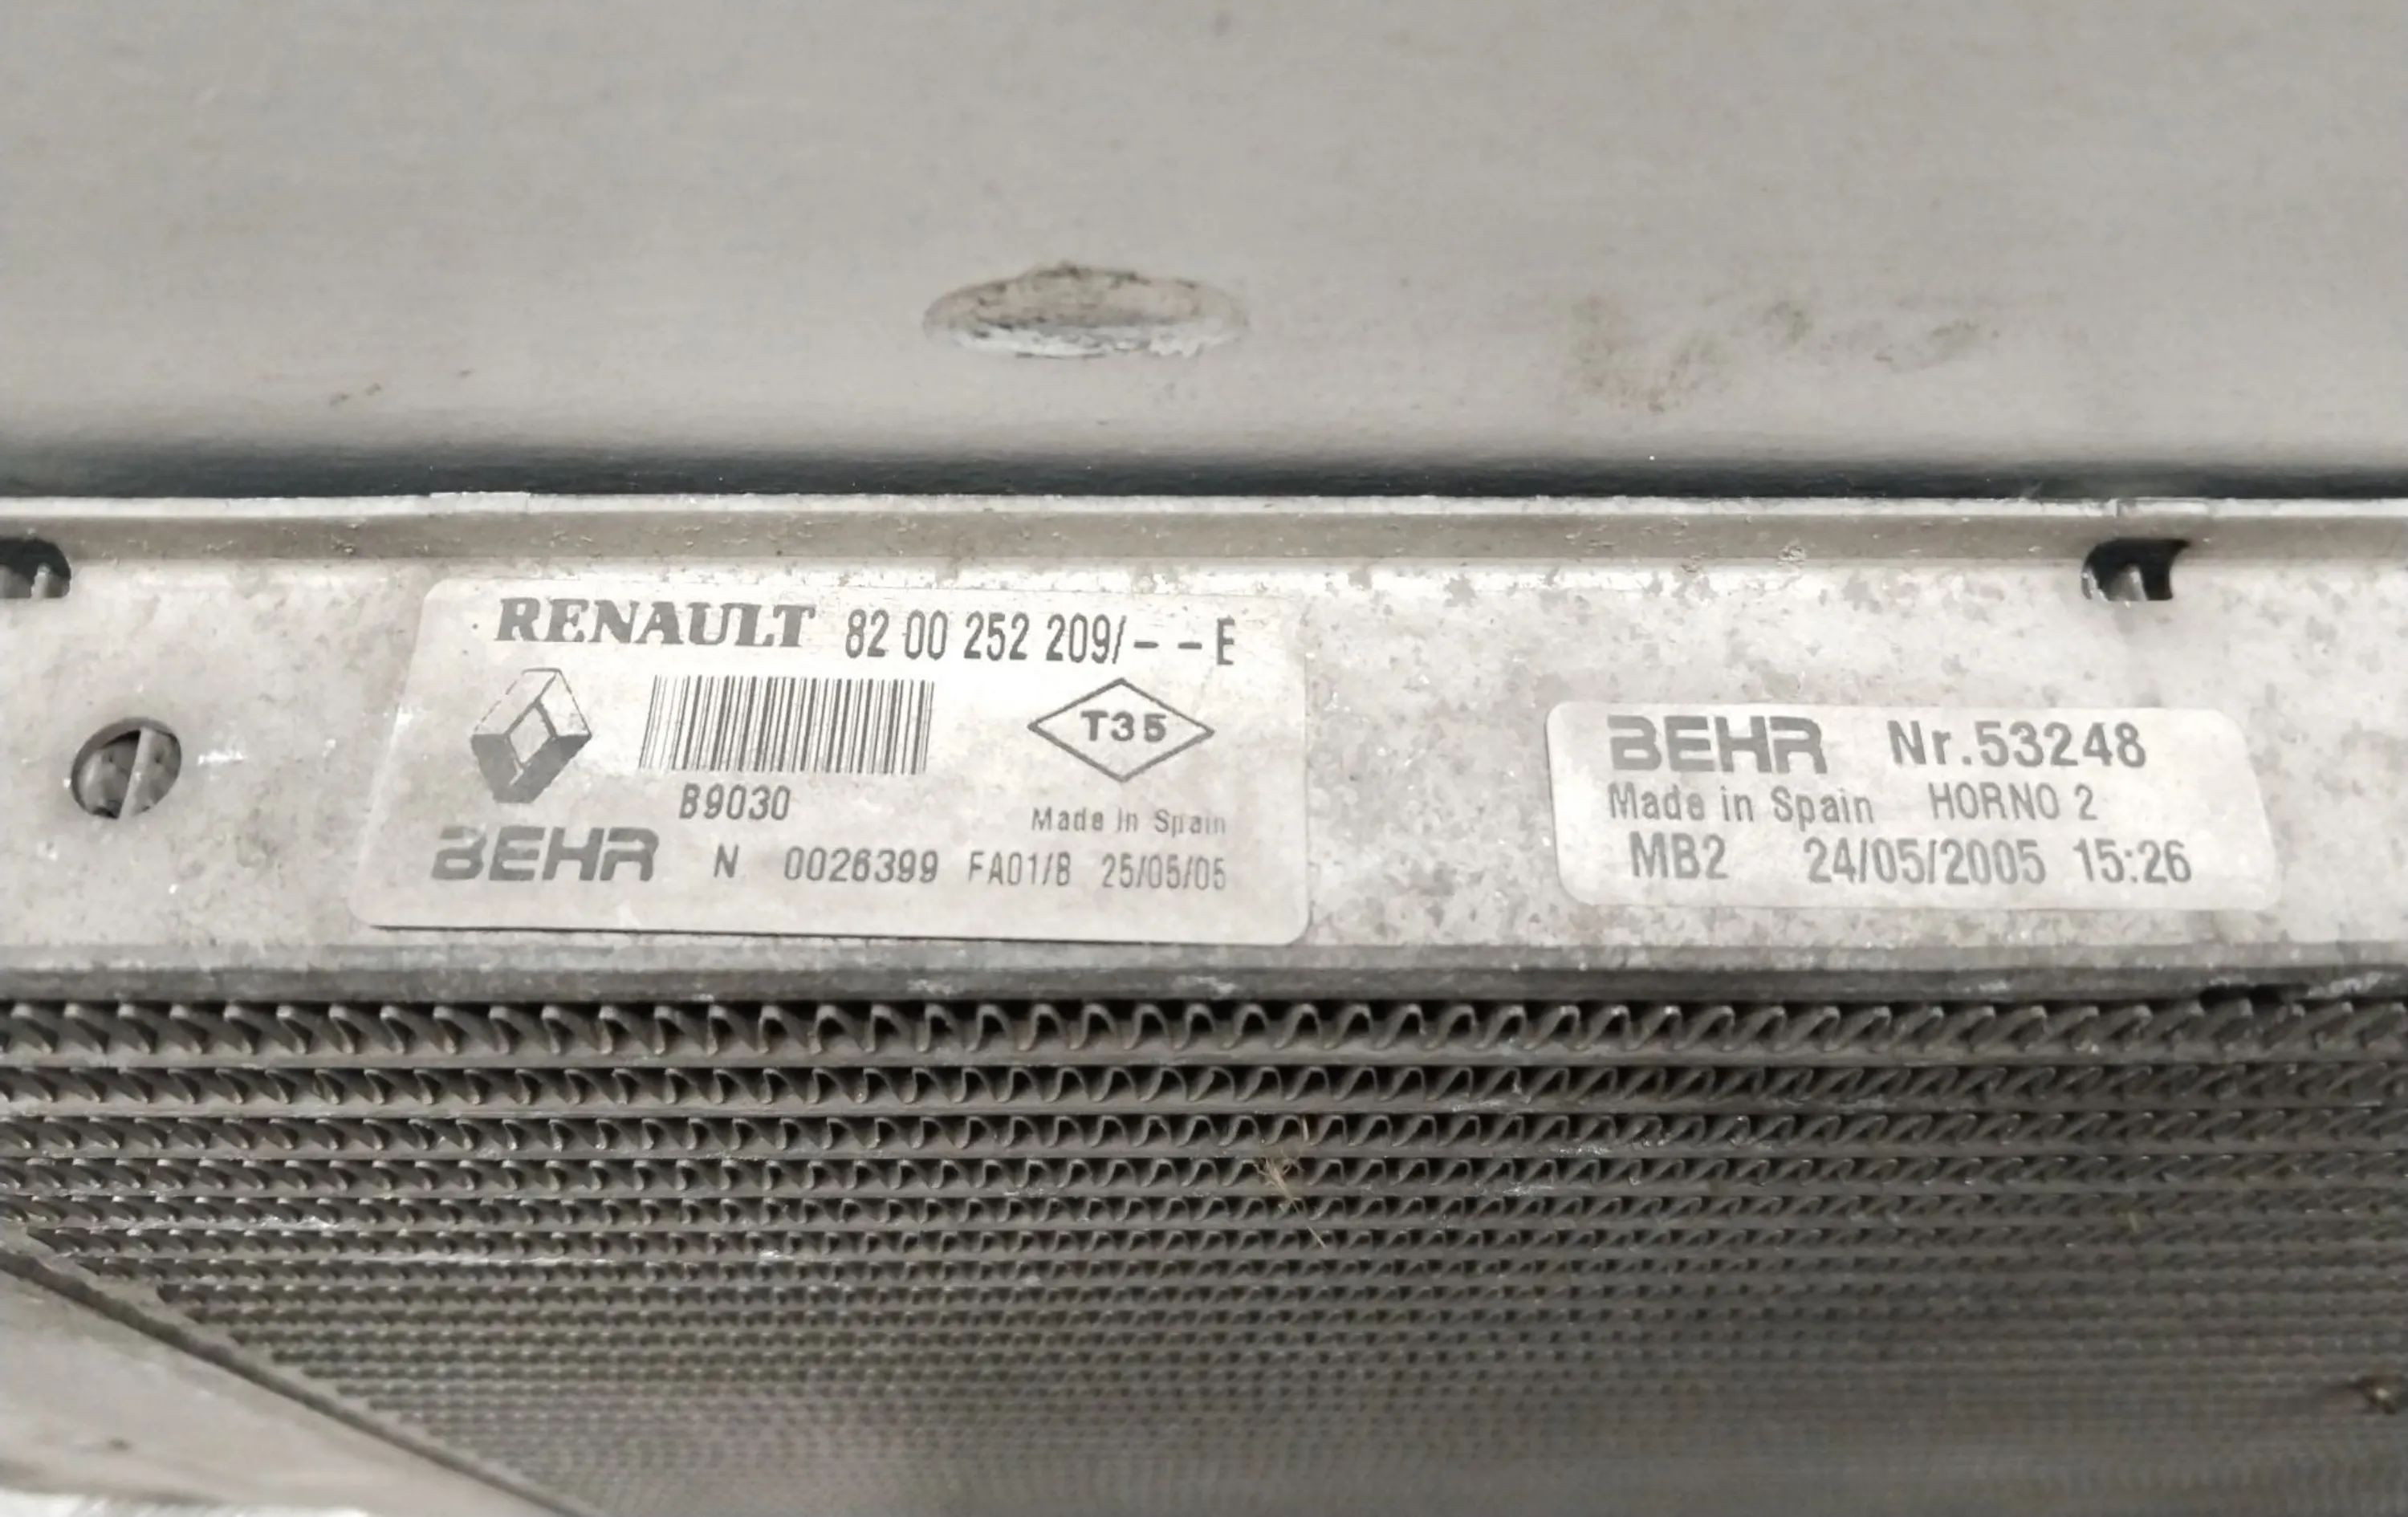 RENAULT 82 00 252 209/- - E
T35
B9030
Made In Spain
BEHR N 0026399 FA01/B 25/05/05
BEHR Nr.53248
Made in Spain HORNO 2
MB2 24/05/2005 15:26